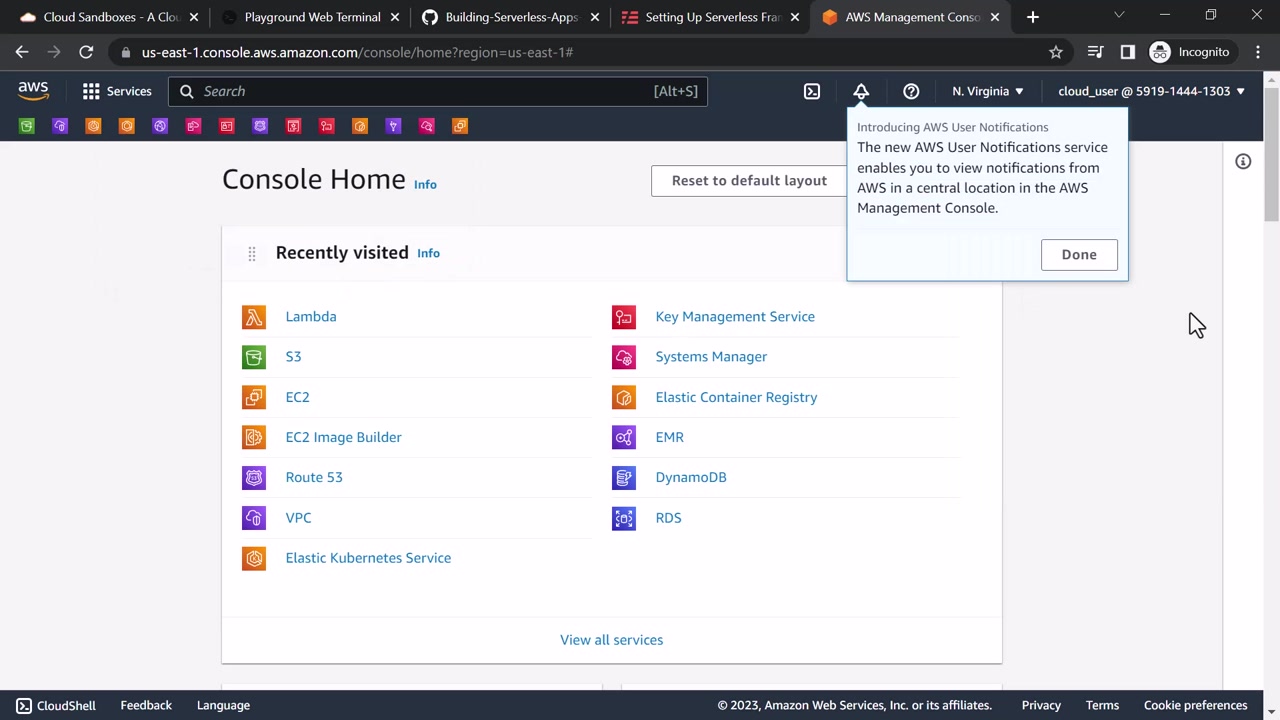 Cloud Sandboxes - A Clou
Playground Web Terminal
Building-Serverless-Apps-
Setting Up Serverless Fram
AWS Management Conso
us-east-1.console.aws.amazon.com/console/home?region=us-east-1#
Incognito
aws
Services
Search
[Alt+S]
N. Virginia
cloud_user @ 5919-1444-1303
Introducing AWS User Notifications
The new AWS User Notifications service
enables you to view notifications from
AWS in a central location in the AWS
Management Console.
Done
Console Home Info
Reset to default layout
Recently visited Info
Lambda
S3
EC2
EC2 Image Builder
Route 53
VPC
Elastic Kubernetes Service
Key Management Service
Systems Manager
Elastic Container Registry
EMR
DynamoDB
RDS
View all services
CloudShell
Feedback
Language
© 2023, Amazon Web Services, Inc. or its affiliates.
Privacy
Terms
Cookie preferences